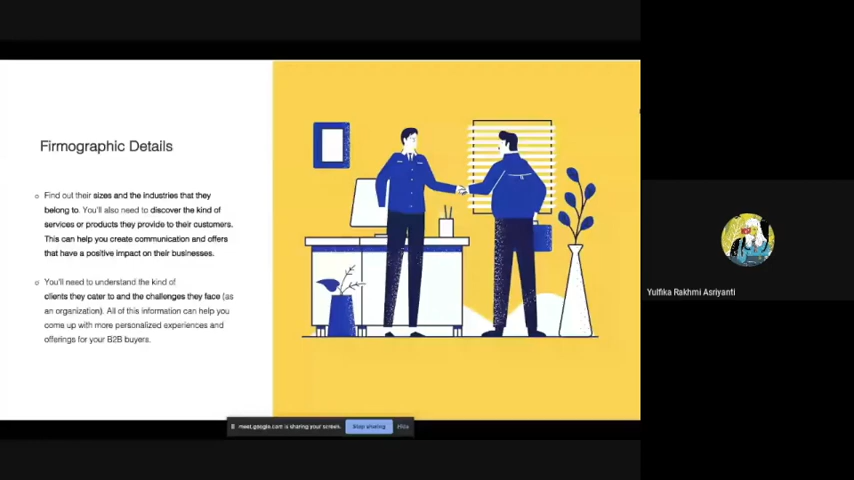 Firmographic Details
Find out their sizes and the industries that they
belong to. You'll also need to discover the kind of
services or products they provide to their customers.
This can help you create communication and offers
that have a positive impact on their businesses.
You'll need to understand the kind of
clients they cater to and the challenges they face (as
an organization). All of this information can help you
come up with more personalized experiences and
offerings for your B2B buyers.
Yulfika Rakhmi Asriyanti
meet.google.com is sharing your screen.
Stop sharing
Hide